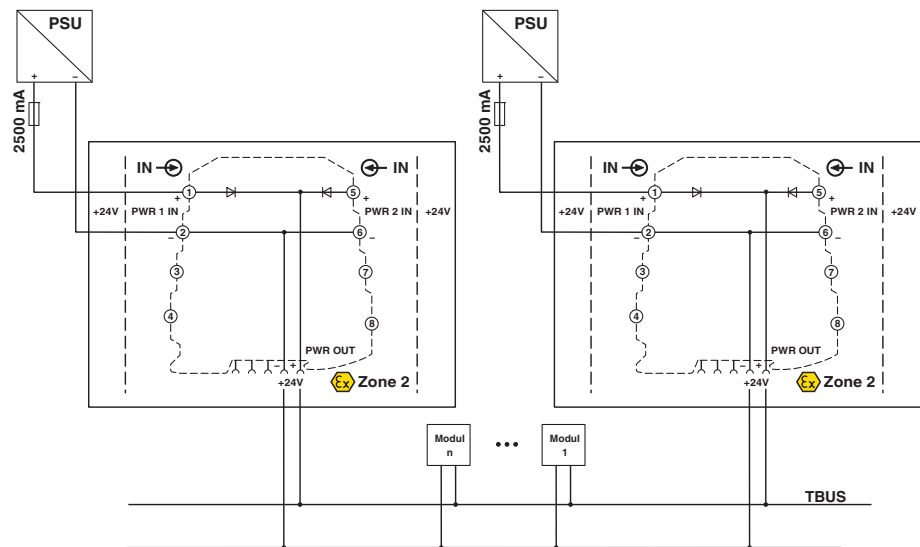 PSU
+ –
2500 mA
IN
IN
1
5
+
+
+24V
PWR 1 IN
PWR 2 IN
+24V
–
2
6
–
3
7
4
8
PWR OUT
– +
+24V
Ex Zone 2
PSU
+ –
2500 mA
IN
IN
1
5
+
+
+24V
PWR 1 IN
PWR 2 IN
+24V
–
2
6
–
3
7
4
8
PWR OUT
– +
+24V
Ex Zone 2
Modul
n
•••
Modul
1
TBUS